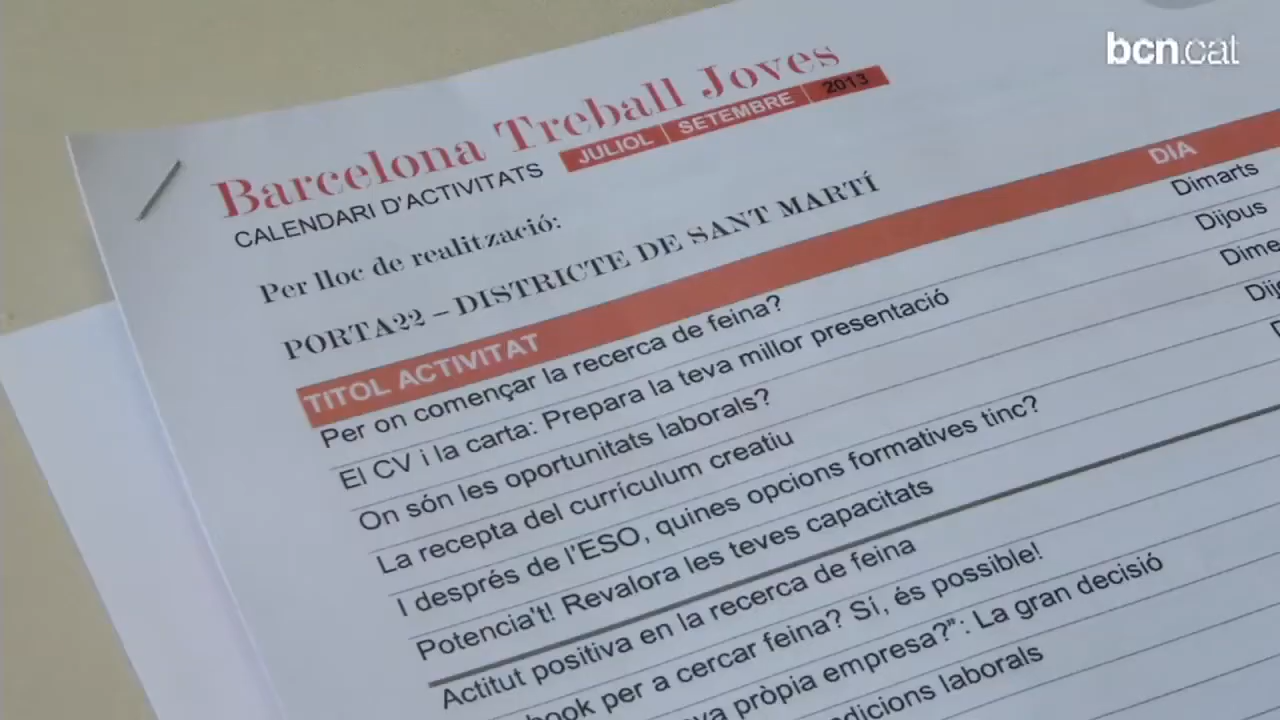 bcn.cat
Barcelona Treball Joves
CALENDARI D'ACTIVITATS JULIOL SETEMBRE 2013
Per lloc de realització:
PORTA22 – DISTRICTE DE SANT MARTÍ
TITOL ACTIVITAT DIA
Per on començar la recerca de feina? Dimarts
El CV i la carta: Prepara la teva millor presentació Dijous
On són les oportunitats laborals?
La recepta del currículum creatiu
I després de l'ESO, quines opcions formatives tinc?
Potencia't! Revalora les teves capacitats
Actitut positiva en la recerca de feina
per a cercar feina? Sí, és possible!
pròpia empresa?": La gran decisió
laborals